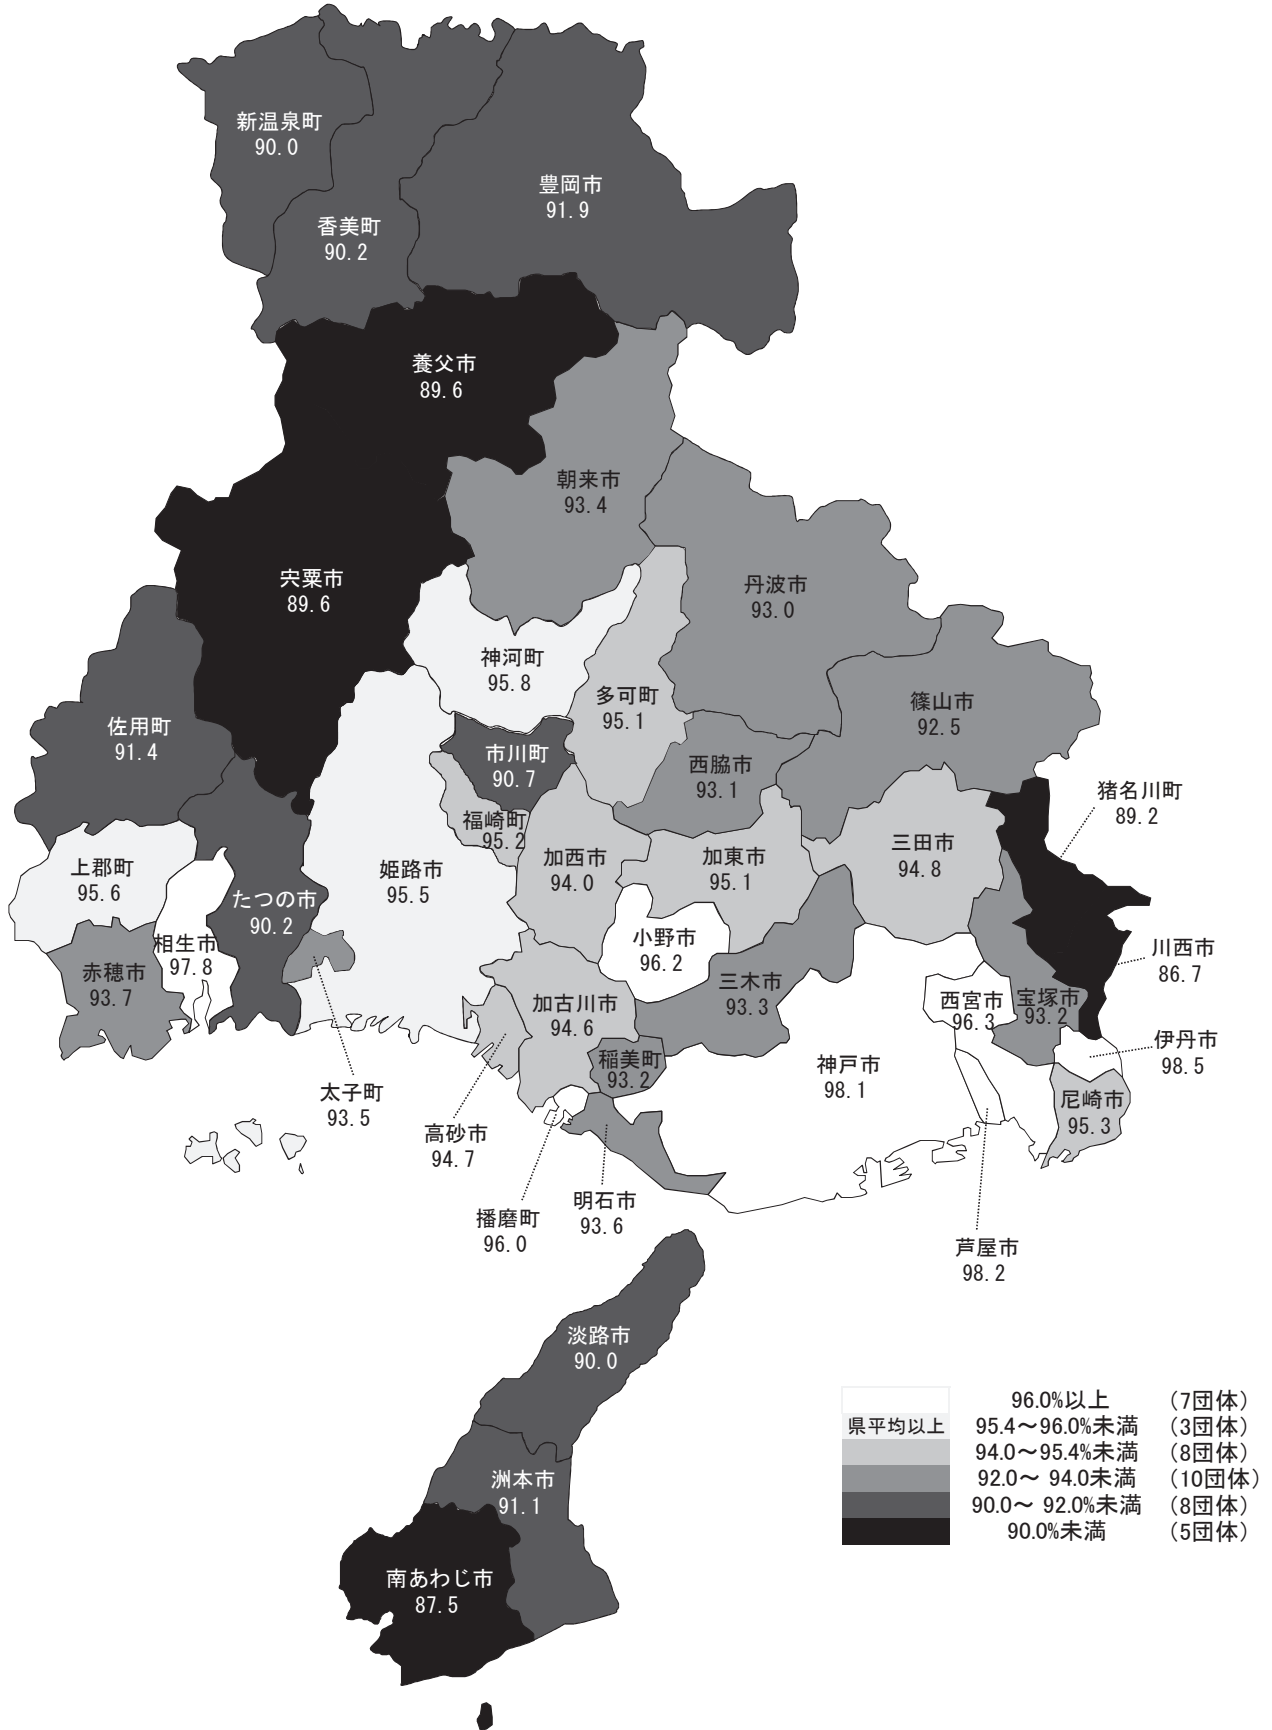 新温泉町
90.0
豊岡市
91.9
香美町
90.2
養父市
89.6
朝来市
93.4
宍粟市
89.6
丹波市
93.0
神河町
95.8
多可町
95.1
篠山市
92.5
佐用町
91.4
市川町
90.7
西脇市
93.1
猪名川町
89.2
福崎町
95.2
加西市
94.0
加東市
95.1
三田市
94.8
上郡町
95.6
姫路市
95.5
たつの市
90.2
相生市
97.8
小野市
96.2
川西市
86.7
赤穂市
93.7
三木市
93.3
加古川市
94.6
西宮市
96.3
宝塚市
93.2
伊丹市
98.5
稲美町
93.2
神戸市
98.1
太子町
93.5
尼崎市
95.3
高砂市
94.7
明石市
93.6
播磨町
96.0
芦屋市
98.2
淡路市
90.0
洲本市
91.1
南あわじ市
87.5
96.0%以上 （7団体）
県平均以上 95.4～96.0%未満 （3団体）
94.0～95.4%未満 （8団体）
92.0～ 94.0未満 （10団体）
90.0～ 92.0%未満 （8団体）
90.0%未満 （5団体）